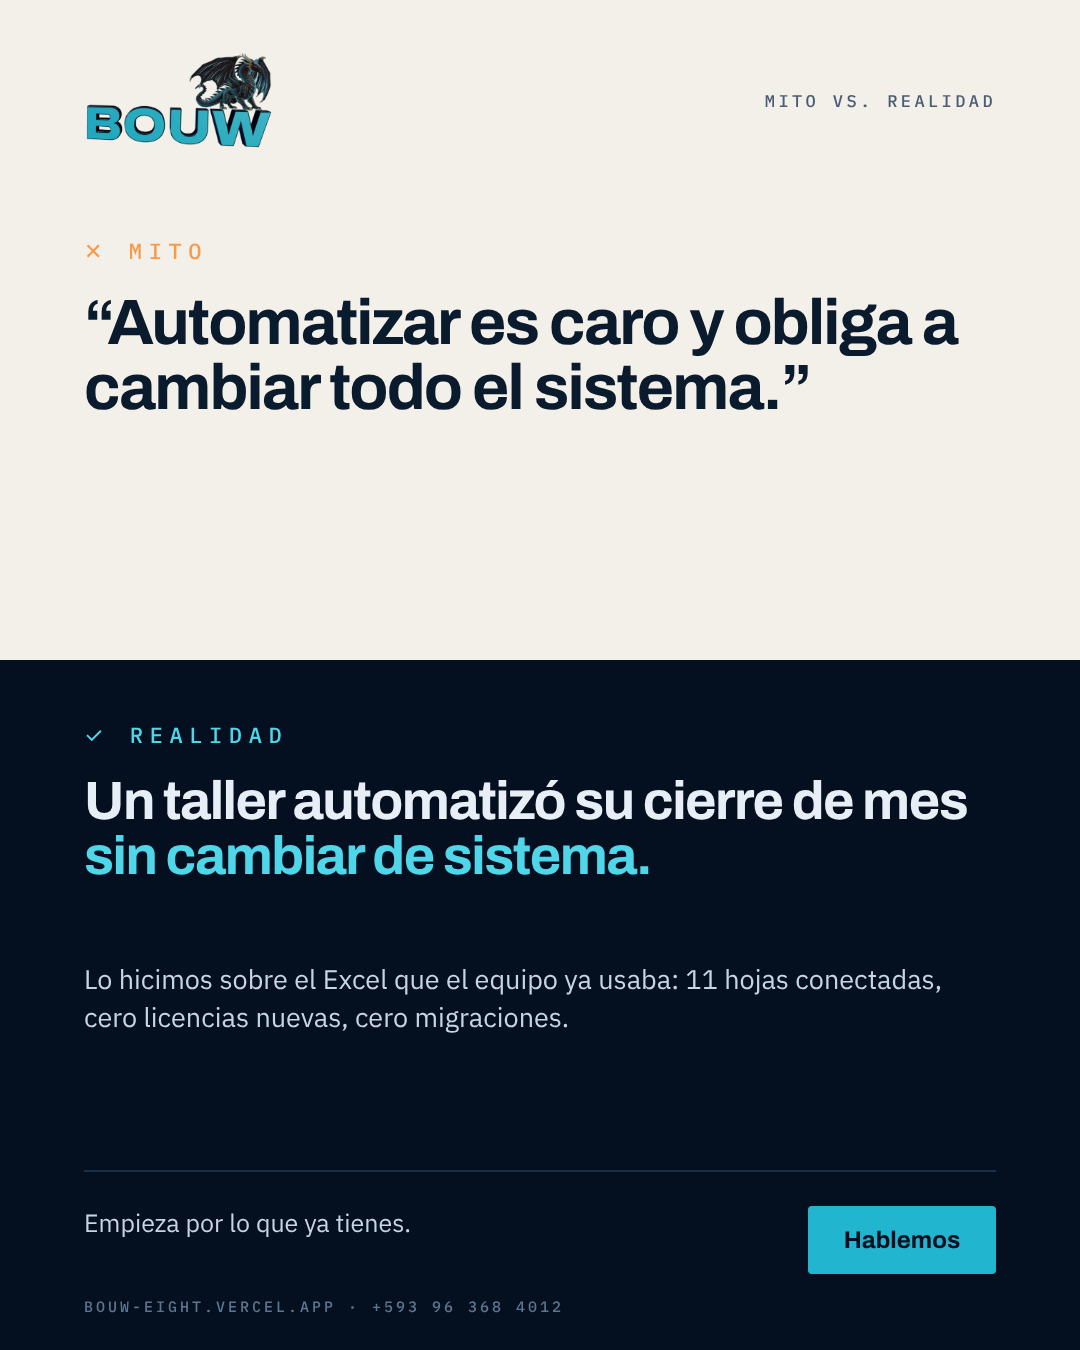 BOUW
MITO VS. REALIDAD
✕ MITO
“Automatizar es caro y obliga a
cambiar todo el sistema.”
✓ REALIDAD
Un taller automatizó su cierre de mes
sin cambiar de sistema.
Lo hicimos sobre el Excel que el equipo ya usaba: 11 hojas conectadas,
cero licencias nuevas, cero migraciones.
Empieza por lo que ya tienes.
Hablemos
BOUW-EIGHT.VERCEL.APP · +593 96 368 4012